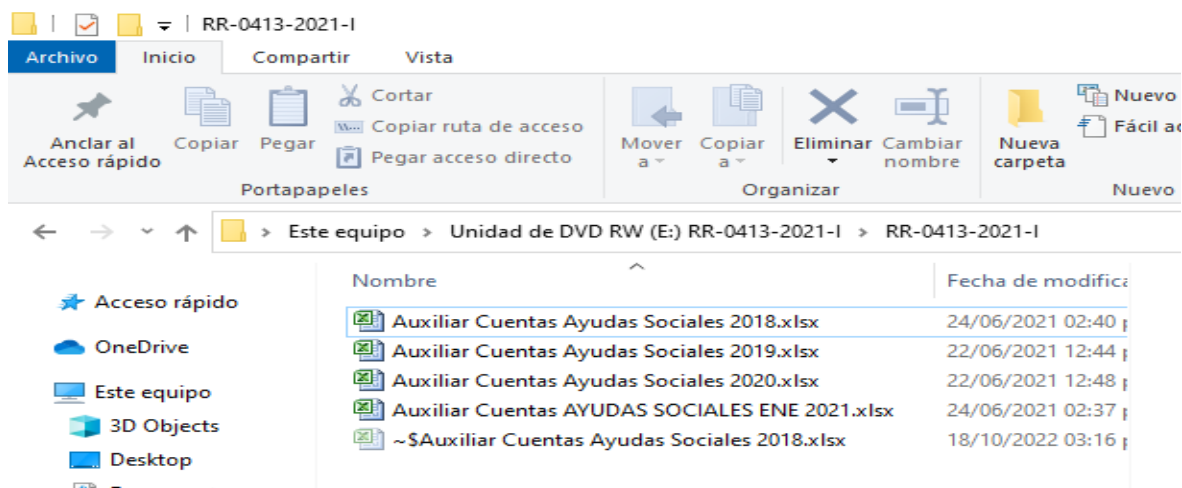 RR-0413-2021-I
Archivo Inicio Compartir Vista
Anclar al Acceso rápido
Copiar
Pegar
Cortar
Copiar ruta de acceso
Pegar acceso directo
Portapapeles
Mover a
Copiar a
Eliminar
Cambiar nombre
Organizar
Nueva carpeta
Nuevo
Fácil ac
Nuevo
Este equipo > Unidad de DVD RW (E:) RR-0413-2021-I > RR-0413-2021-I
Acceso rápido
OneDrive
Este equipo
3D Objects
Desktop
Nombre Fecha de modifica
Auxiliar Cuentas Ayudas Sociales 2018.xlsx 24/06/2021 02:40 p
Auxiliar Cuentas Ayudas Sociales 2019.xlsx 22/06/2021 12:44 p
Auxiliar Cuentas Ayudas Sociales 2020.xlsx 22/06/2021 12:48 p
Auxiliar Cuentas AYUDAS SOCIALES ENE 2021.xlsx 24/06/2021 02:37 p
~$Auxiliar Cuentas Ayudas Sociales 2018.xlsx 18/10/2022 03:16 p